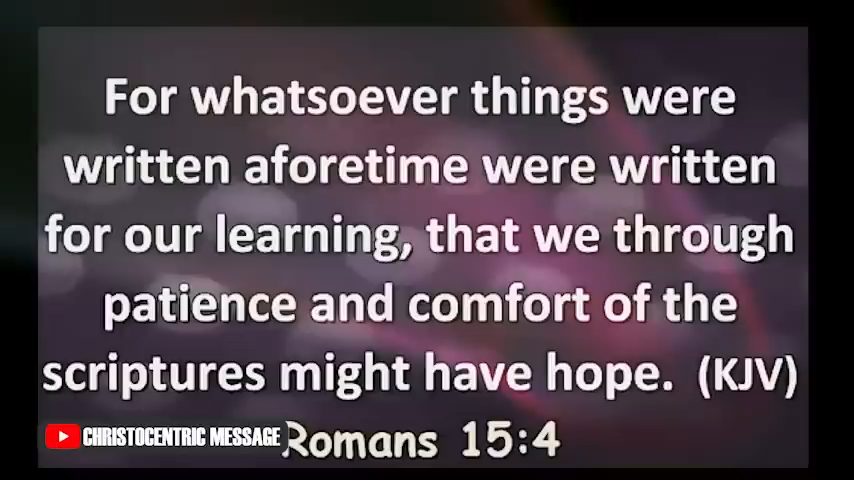 For whatsoever things were
written aforetime were written
for our learning, that we through
patience and comfort of the
scriptures might have hope. (KJV)
CHRISTOCENTRIC MESSAGE
Romans 15:4